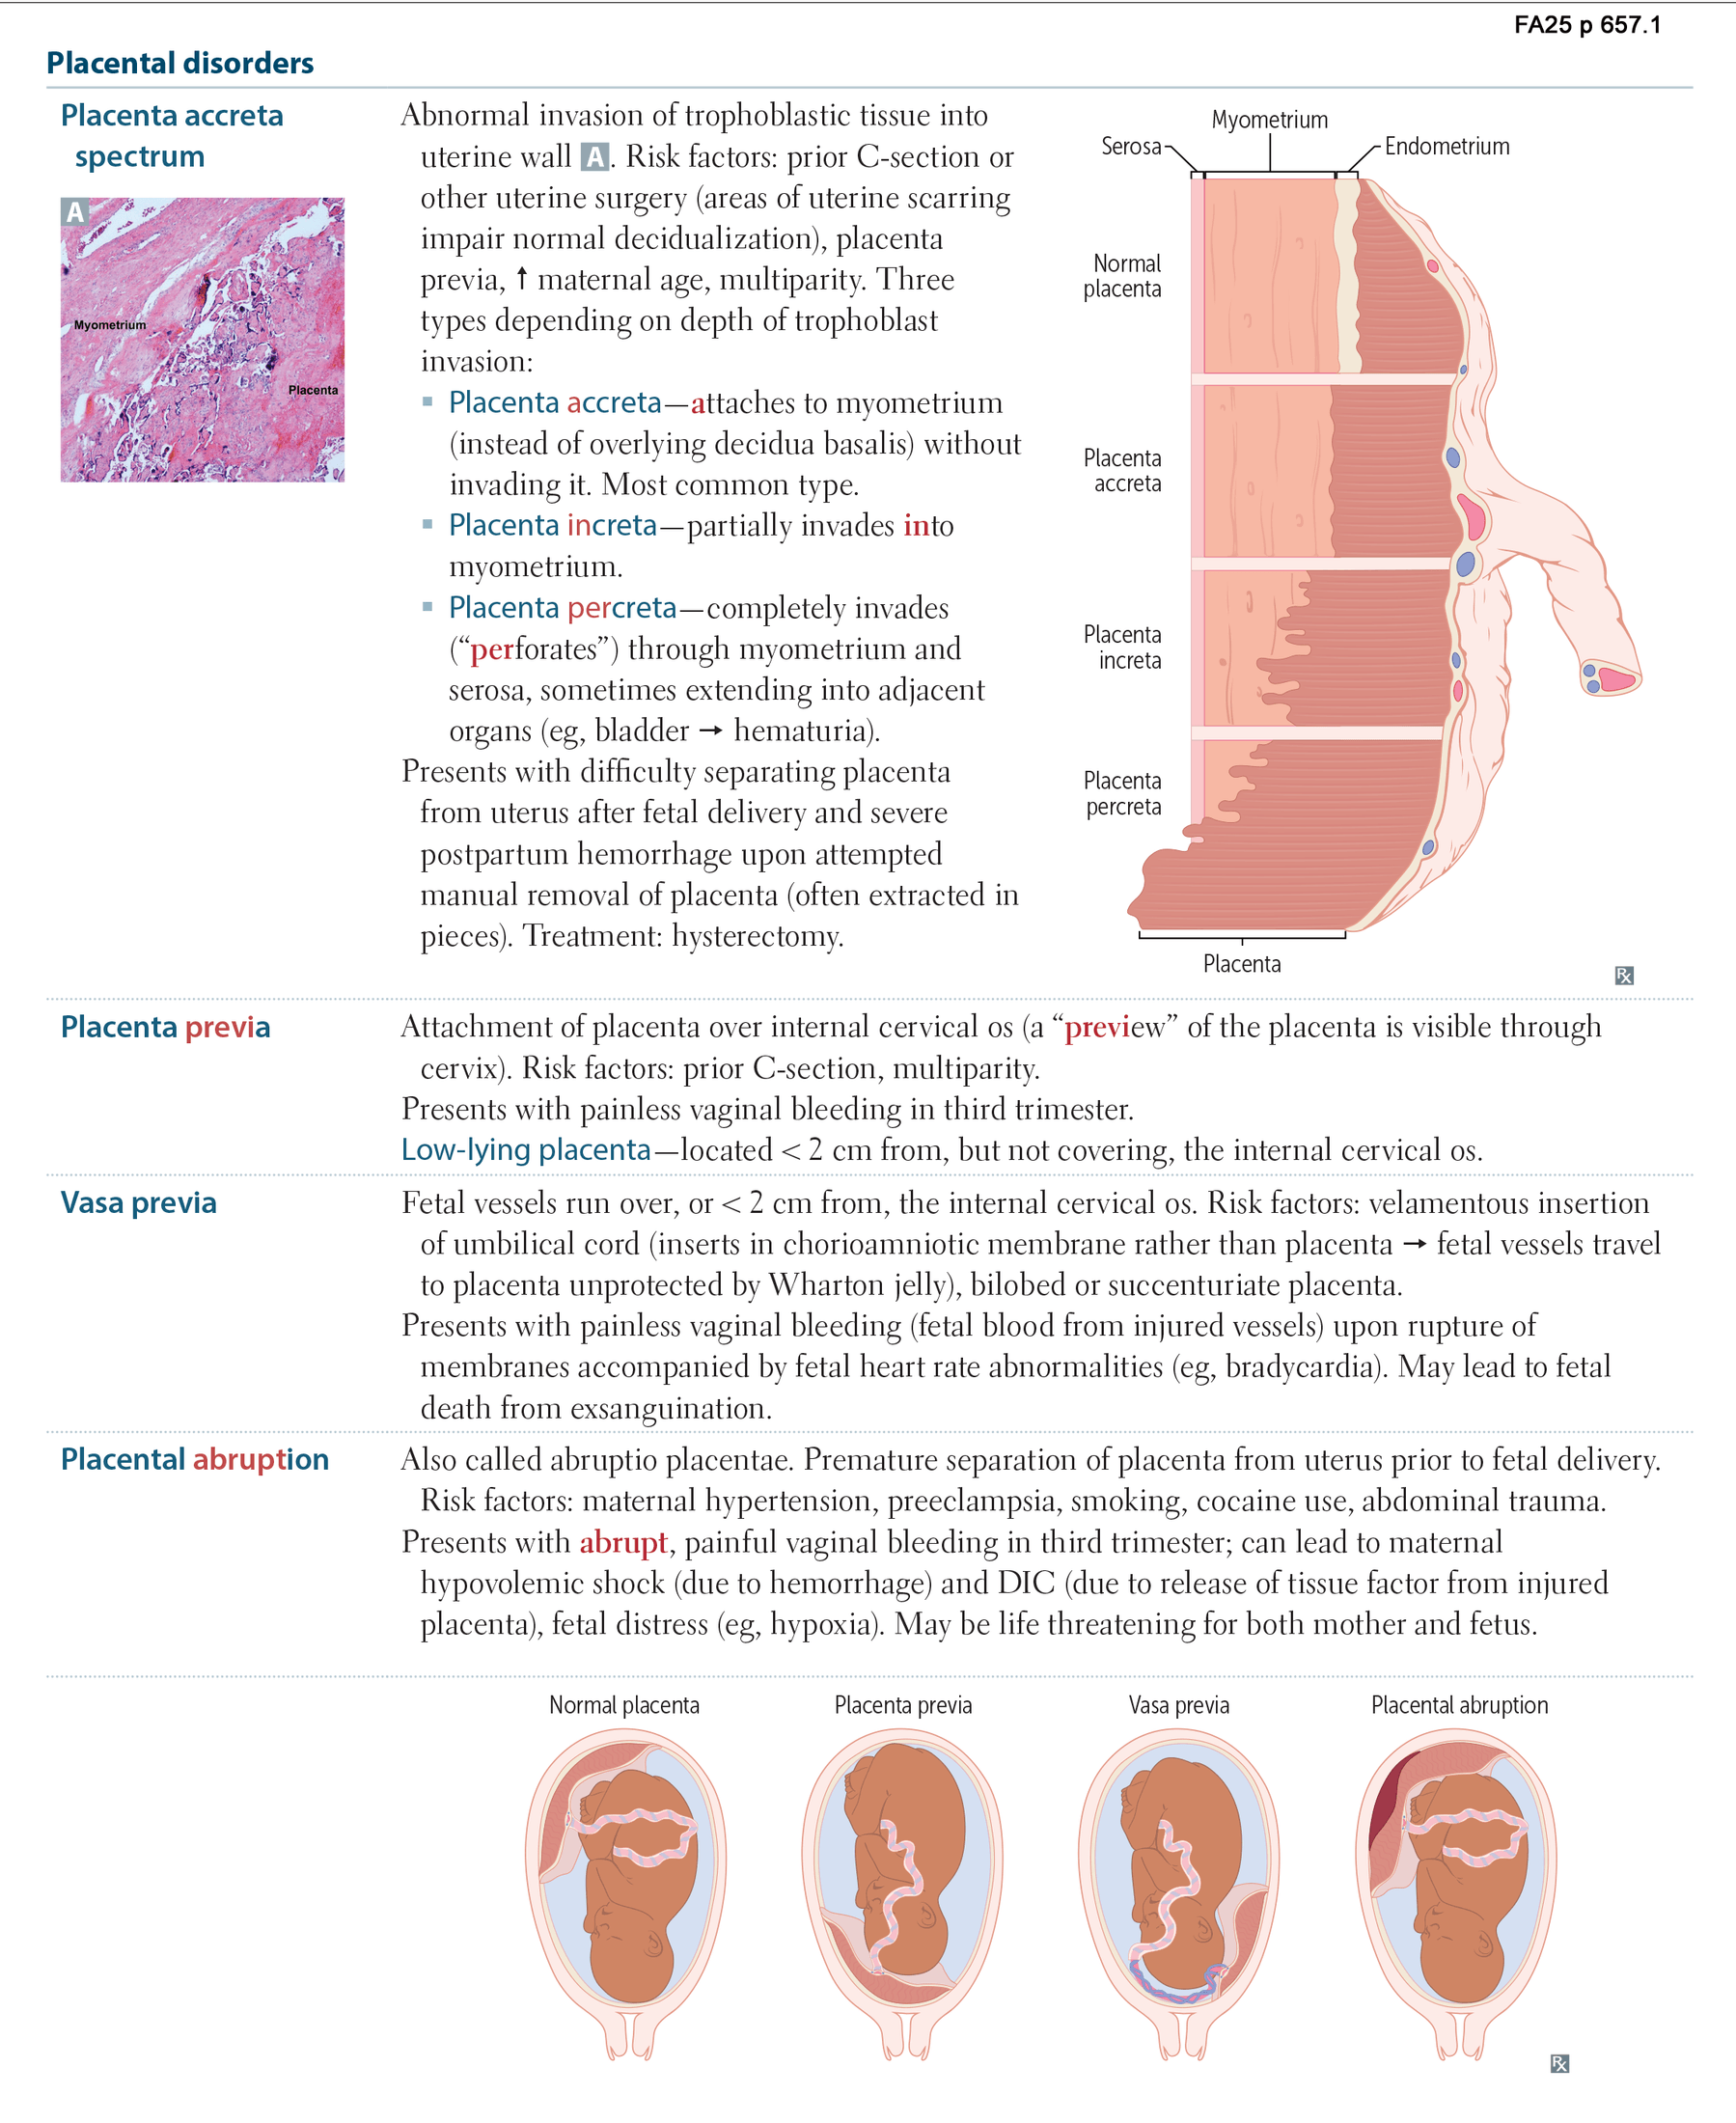 FA25 p 657.1
Placental disorders
Placenta accreta
spectrum
A
Myometrium
Placenta
Abnormal invasion of trophoblastic tissue into
uterine wall A. Risk factors: prior C-section or
other uterine surgery (areas of uterine scarring
impair normal decidualization), placenta
previa, ↑ maternal age, multiparity. Three
types depending on depth of trophoblast
invasion:
▪ Placenta accreta—attaches to myometrium
(instead of overlying decidua basalis) without
invading it. Most common type.
▪ Placenta increta—partially invades into
myometrium.
▪ Placenta percreta—completely invades
(“perforates”) through myometrium and
serosa, sometimes extending into adjacent
organs (eg, bladder → hematuria).
Presents with difficulty separating placenta
from uterus after fetal delivery and severe
postpartum hemorrhage upon attempted
manual removal of placenta (often extracted in
pieces). Treatment: hysterectomy.
Myometrium
Serosa
Endometrium
Normal
placenta
Placenta
accreta
Placenta
increta
Placenta
percreta
Placenta
Rx
Placenta previa
Attachment of placenta over internal cervical os (a “preview” of the placenta is visible through
cervix). Risk factors: prior C-section, multiparity.
Presents with painless vaginal bleeding in third trimester.
Low-lying placenta—located < 2 cm from, but not covering, the internal cervical os.
Vasa previa
Fetal vessels run over, or < 2 cm from, the internal cervical os. Risk factors: velamentous insertion
of umbilical cord (inserts in chorioamniotic membrane rather than placenta → fetal vessels travel
to placenta unprotected by Wharton jelly), bilobed or succenturiate placenta.
Presents with painless vaginal bleeding (fetal blood from injured vessels) upon rupture of
membranes accompanied by fetal heart rate abnormalities (eg, bradycardia). May lead to fetal
death from exsanguination.
Placental abruption
Also called abruptio placentae. Premature separation of placenta from uterus prior to fetal delivery.
Risk factors: maternal hypertension, preeclampsia, smoking, cocaine use, abdominal trauma.
Presents with abrupt, painful vaginal bleeding in third trimester; can lead to maternal
hypovolemic shock (due to hemorrhage) and DIC (due to release of tissue factor from injured
placenta), fetal distress (eg, hypoxia). May be life threatening for both mother and fetus.
Normal placenta
Placenta previa
Vasa previa
Placental abruption
Rx